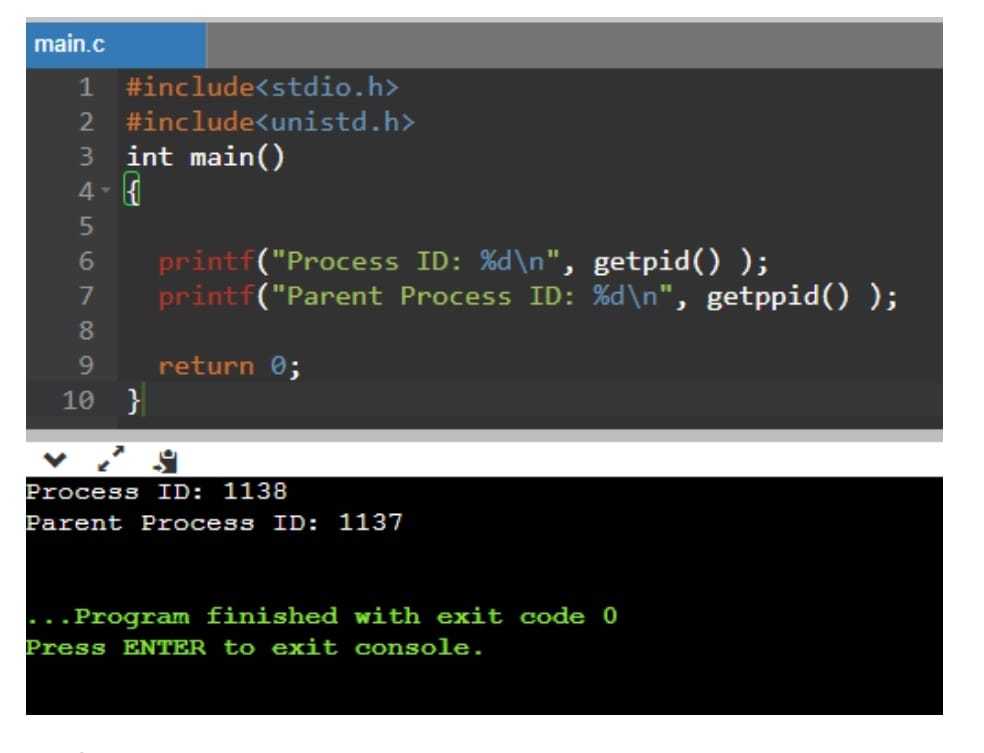 main.c
1 #include<stdio.h>
2 #include<unistd.h>
3 int main()
4 {
5
6 printf("Process ID: %d\n", getpid() );
7 printf("Parent Process ID: %d\n", getppid() );
8
9 return 0;
10 }
Process ID: 1138
Parent Process ID: 1137
...Program finished with exit code 0
Press ENTER to exit console.